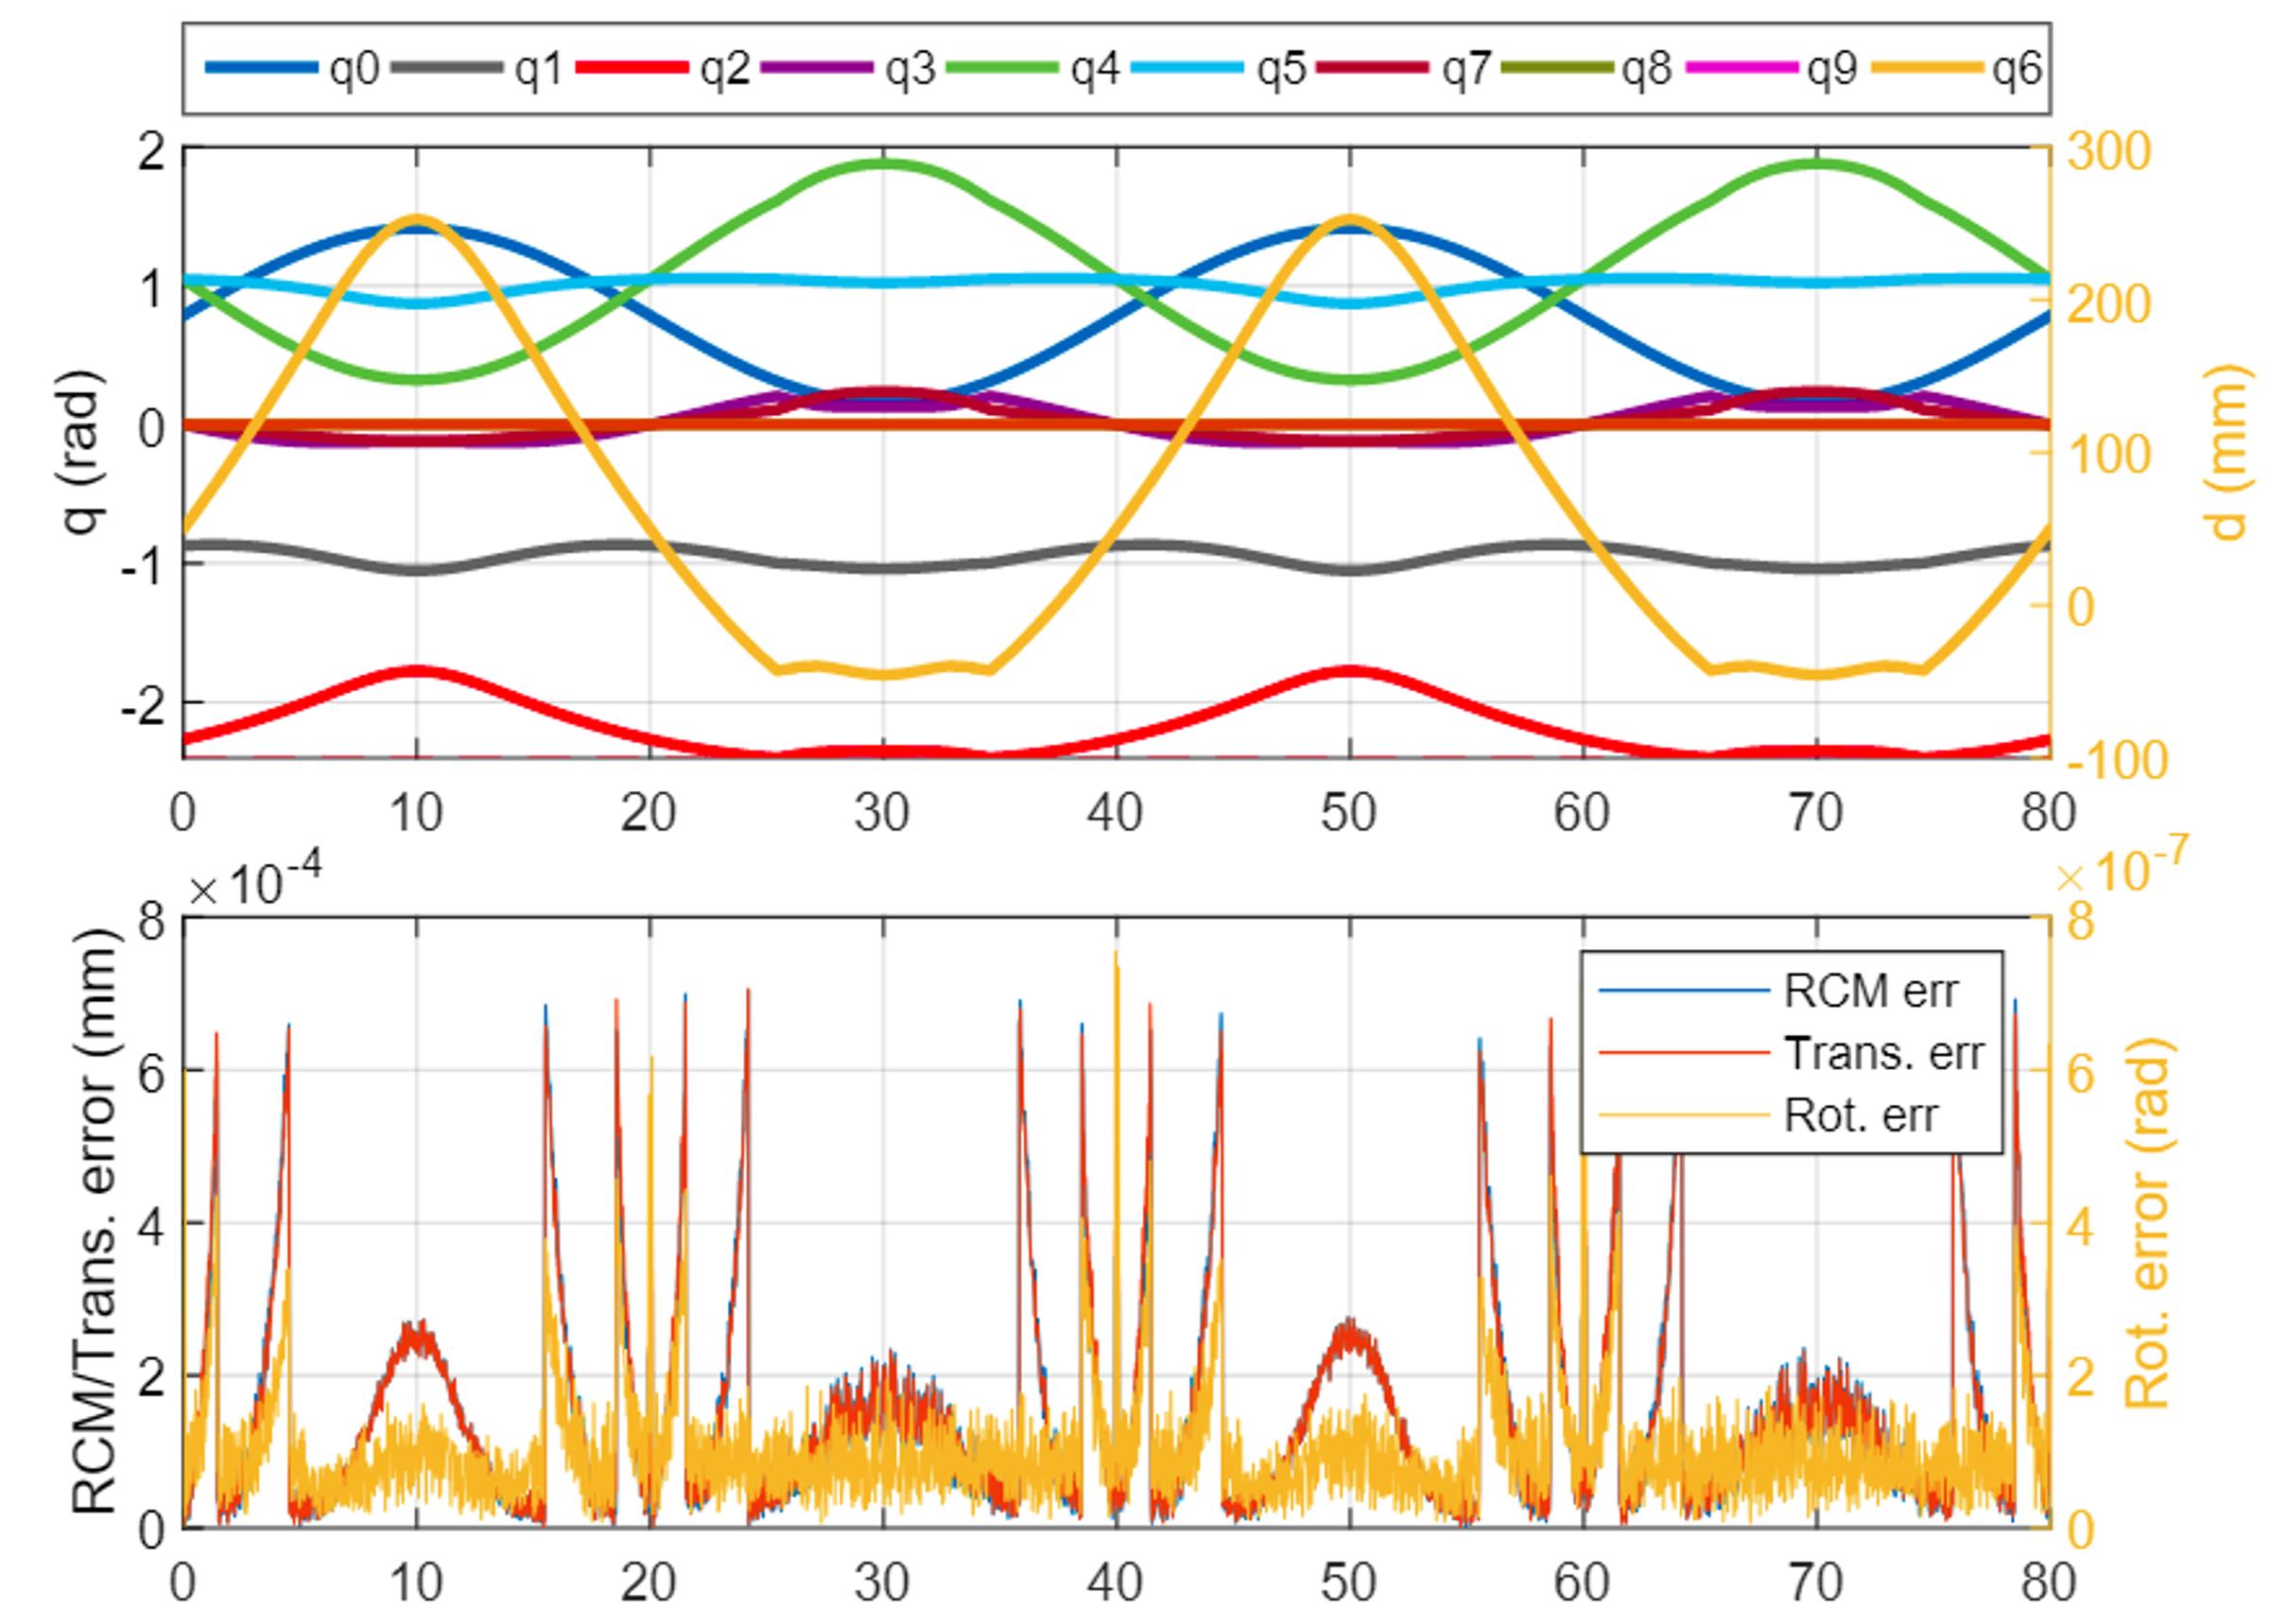 q0 q1 q2 q3 q4 q5 q7 q8 q9 q6
2
1
0
-1
-2
q (rad)
300
200
100
0
-100
d (mm)
0 10 20 30 40 50 60 70 80
×10-4
×10-7
8
6
4
2
0
RCM/Trans. error (mm)
RCM err
Trans. err
Rot. err
8
6
4
2
0
Rot. error (rad)
0 10 20 30 40 50 60 70 80